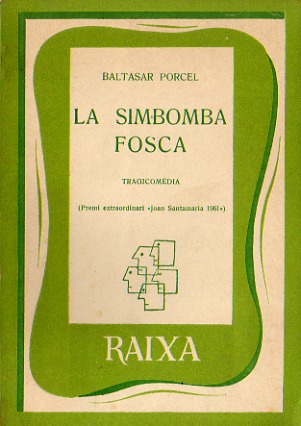 BALTASAR PORCEL
LA SIMBOMBA
FOSCA
TRAGICOMÈDIA
(Premi extraordinari «Joan Santamaria 1961»)
RAIXA